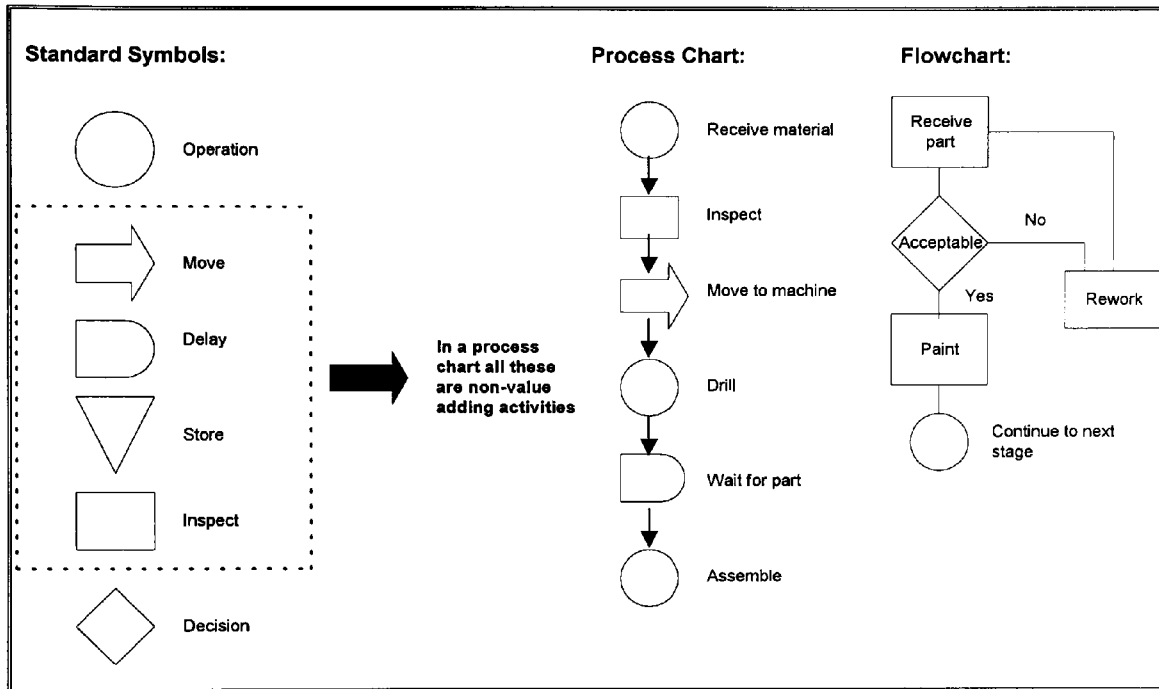 Standard Symbols:
Operation
Move
Delay
Store
Inspect
Decision
In a process
chart all these
are non-value
adding activities
Process Chart:
Receive material
Inspect
Move to machine
Drill
Wait for part
Assemble
Flowchart:
Receive
part
Acceptable
No
Rework
Yes
Paint
Continue to next
stage